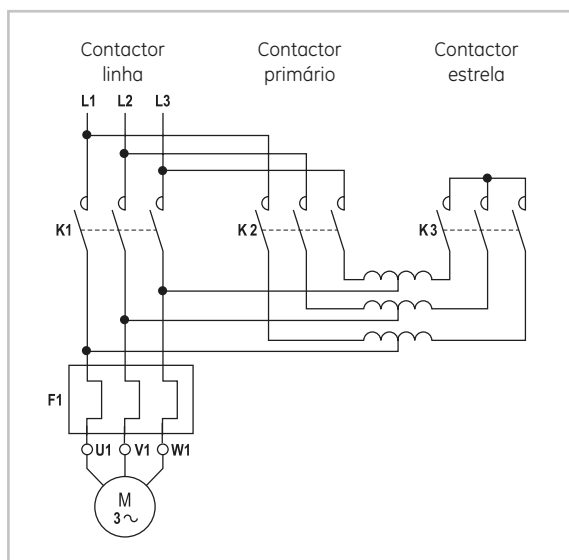 Contactor
linha
Contactor
primário
Contactor
estrela
L1 L2 L3
K1
K2
K3
F1
U1 V1 W1
M
3~